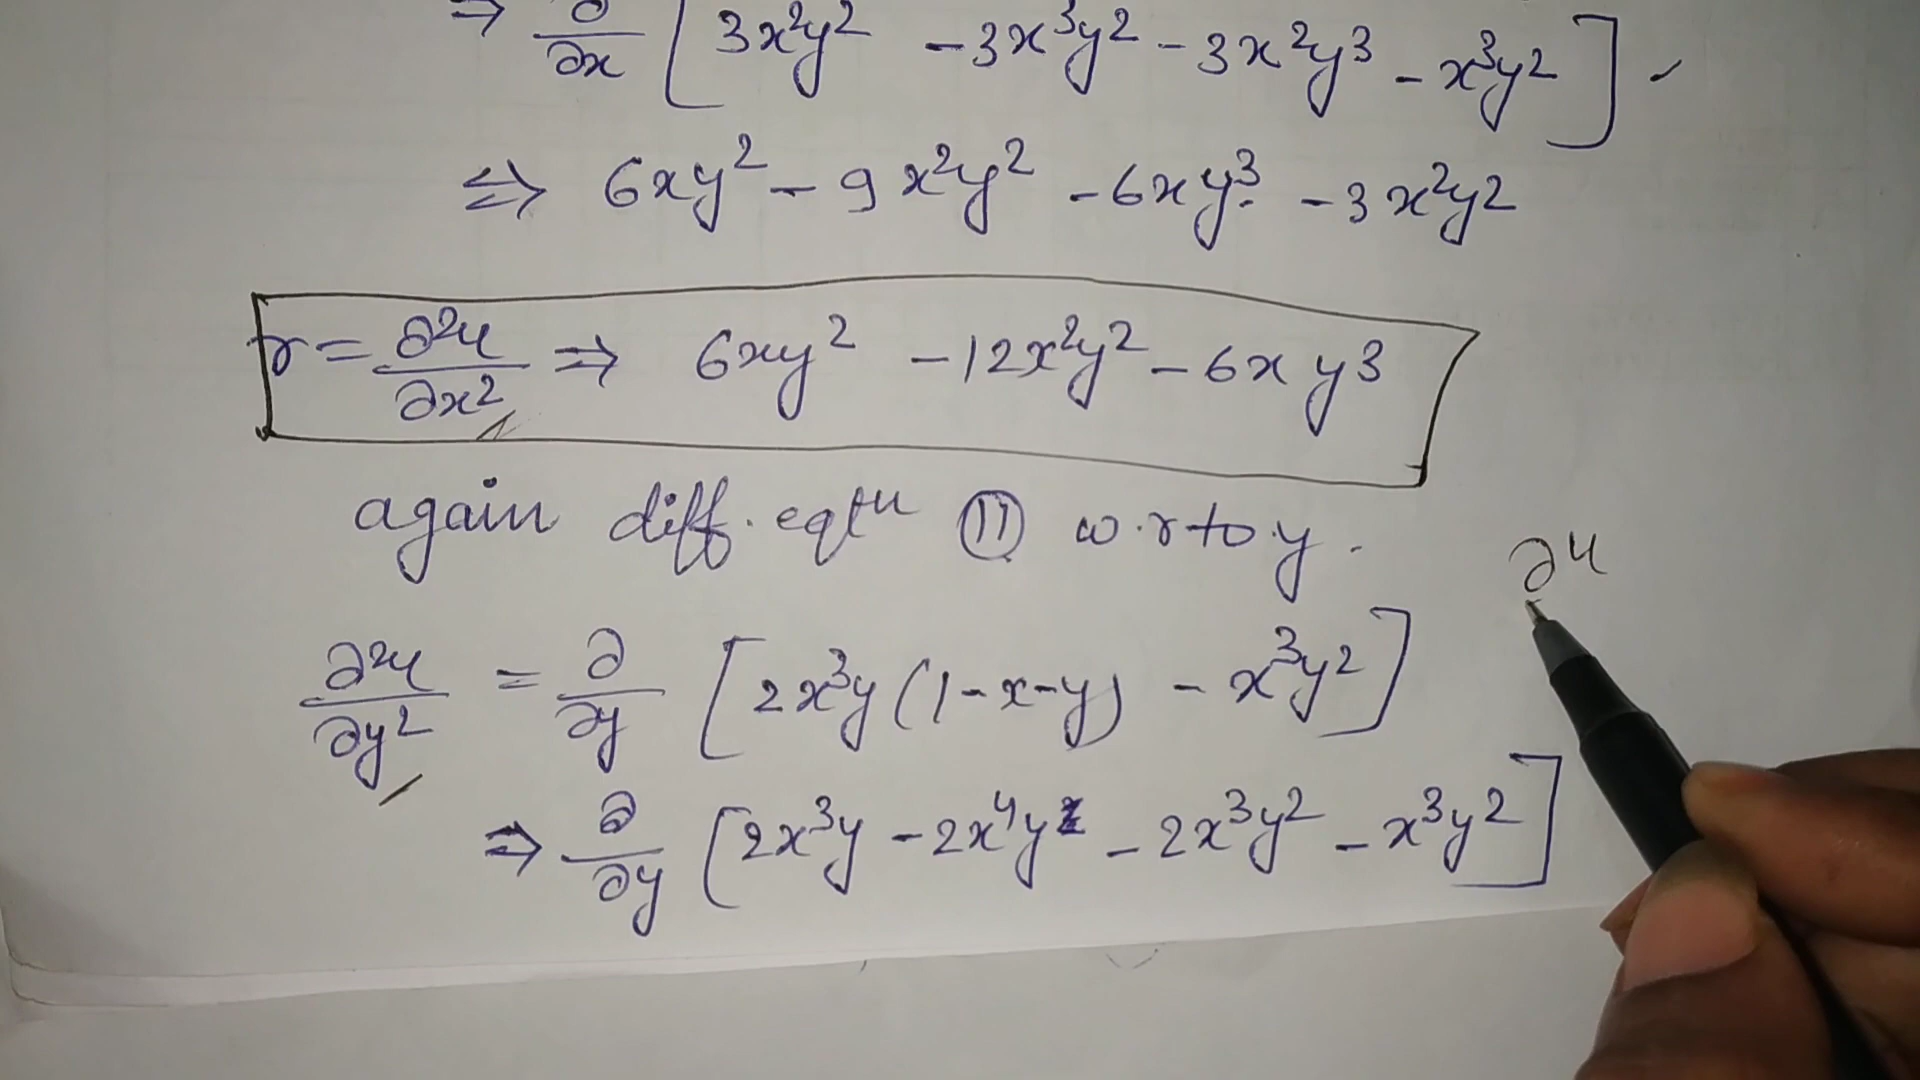 ⇒ ∂/∂x [3x²y² - 3x³y² - 3x²y³ - x³y²]
⇒ 6xy² - 9x²y² - 6xy³ - 3x²y²
r = ∂²u/∂x² ⇒ 6xy² - 12x²y² - 6xy³
again diff. eqtn (11) w.r to y.
∂u
∂²u/∂y² = ∂/∂y [2x³y(1-x-y) - x³y²]
⇒ ∂/∂y [2x³y - 2x⁴y - 2x³y² - x³y²]